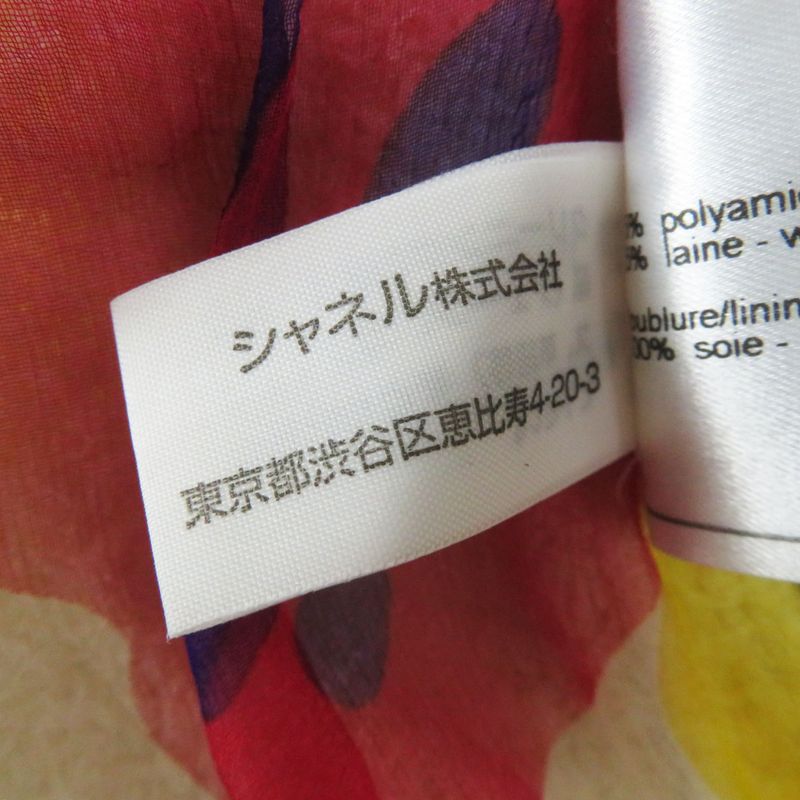 シャネル株式会社
東京都渋谷区恵比寿4-20-3
% polyamid
% laine - w
oublure/linin
00% soie -